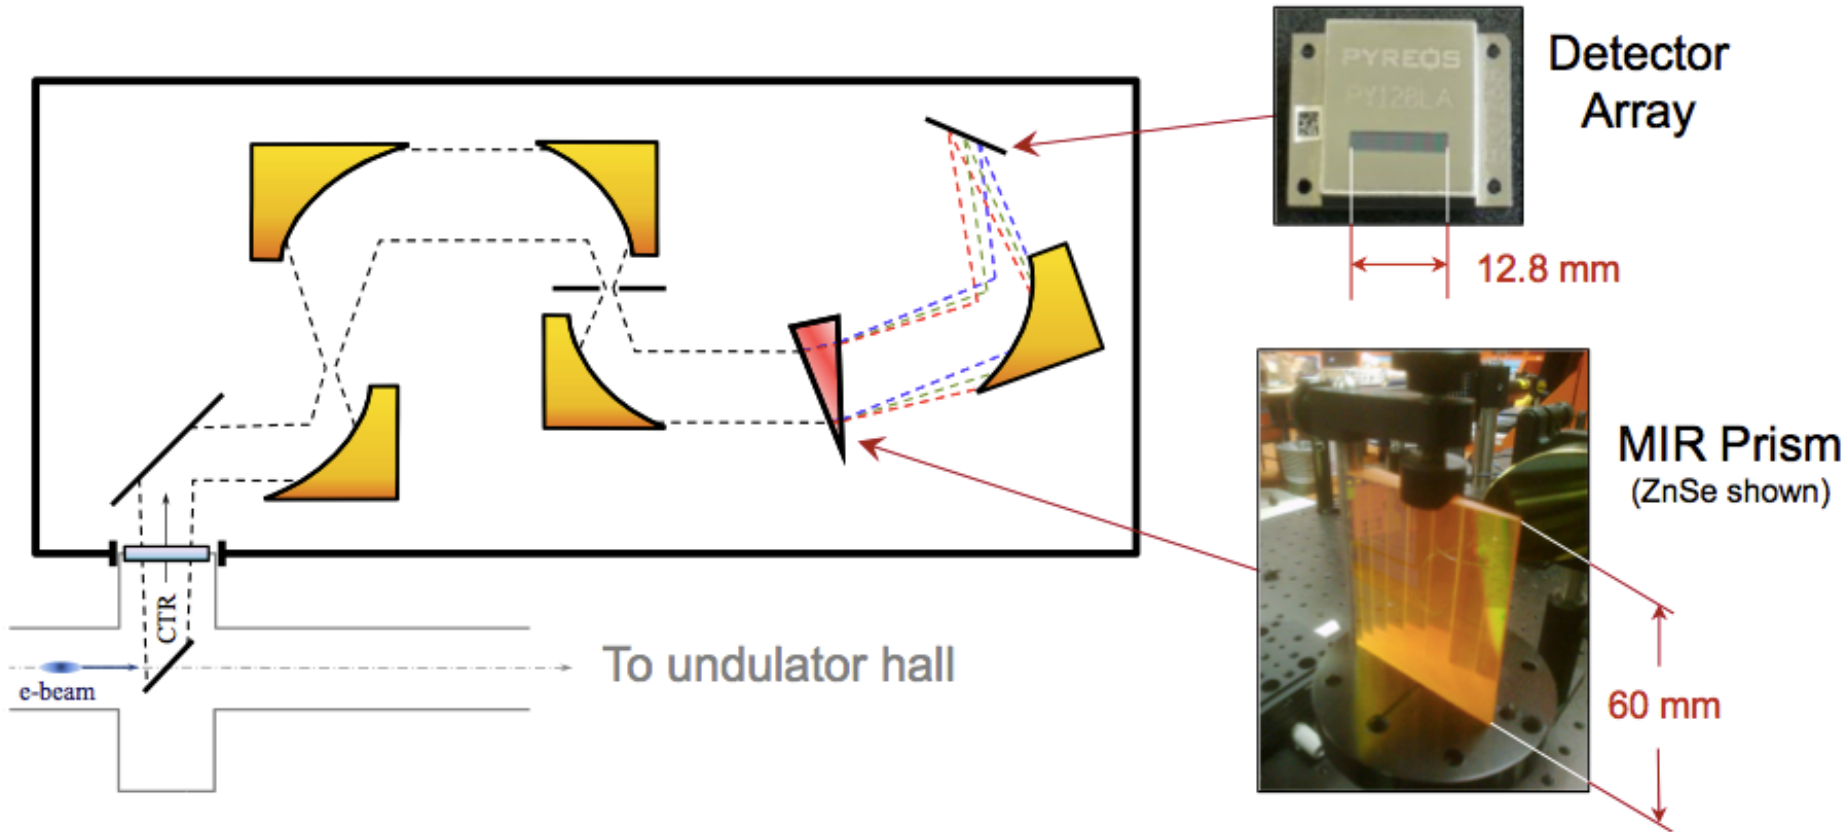 Detector
Array
PYREOS
PY128LA
12.8 mm
MIR Prism
(ZnSe shown)
60 mm
CTR
e-beam
To undulator hall